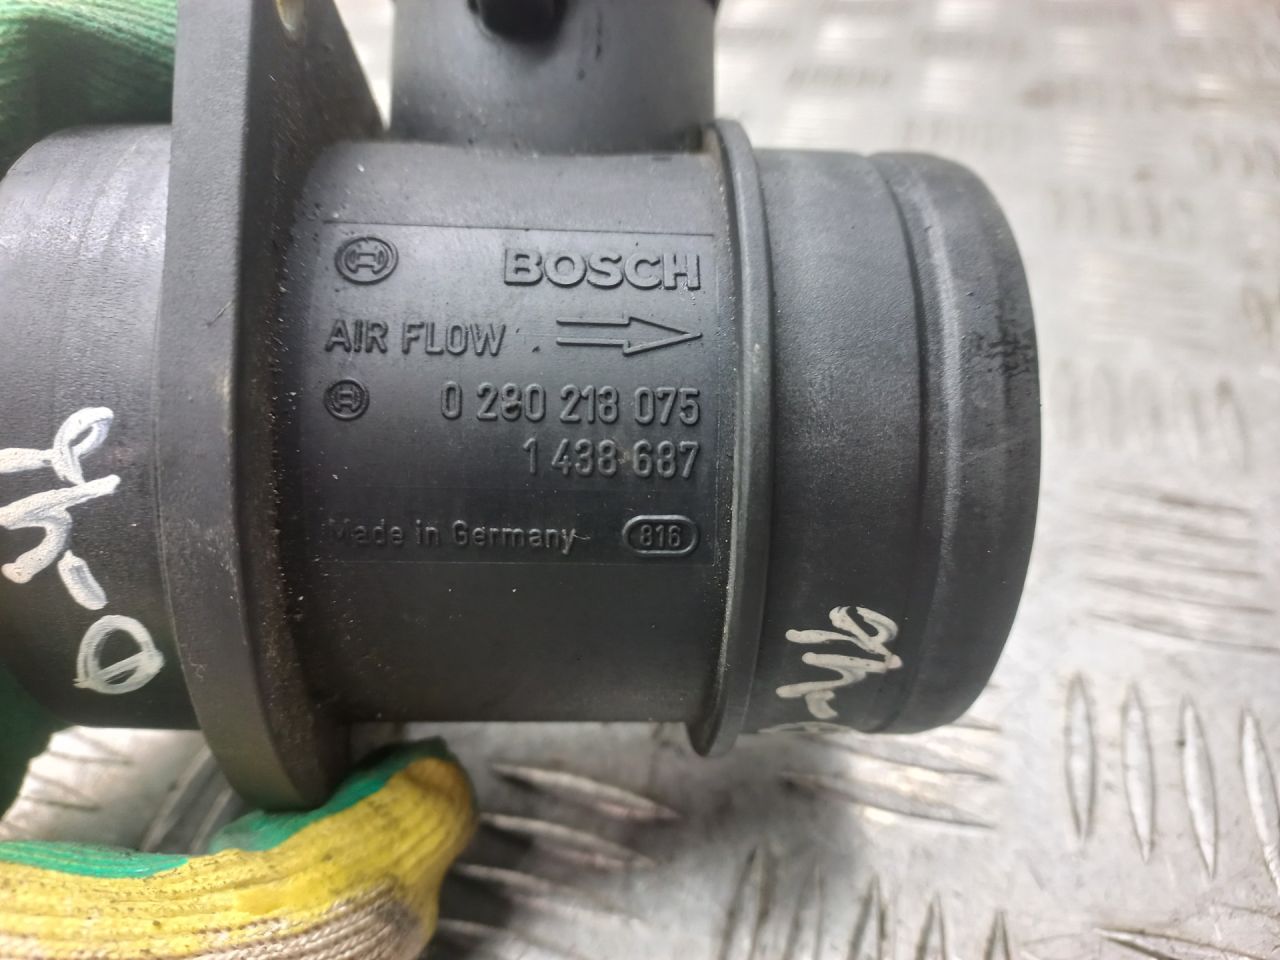 BOSCH
AIR FLOW
0 280 218 075
1 438 687
Made in Germany 816